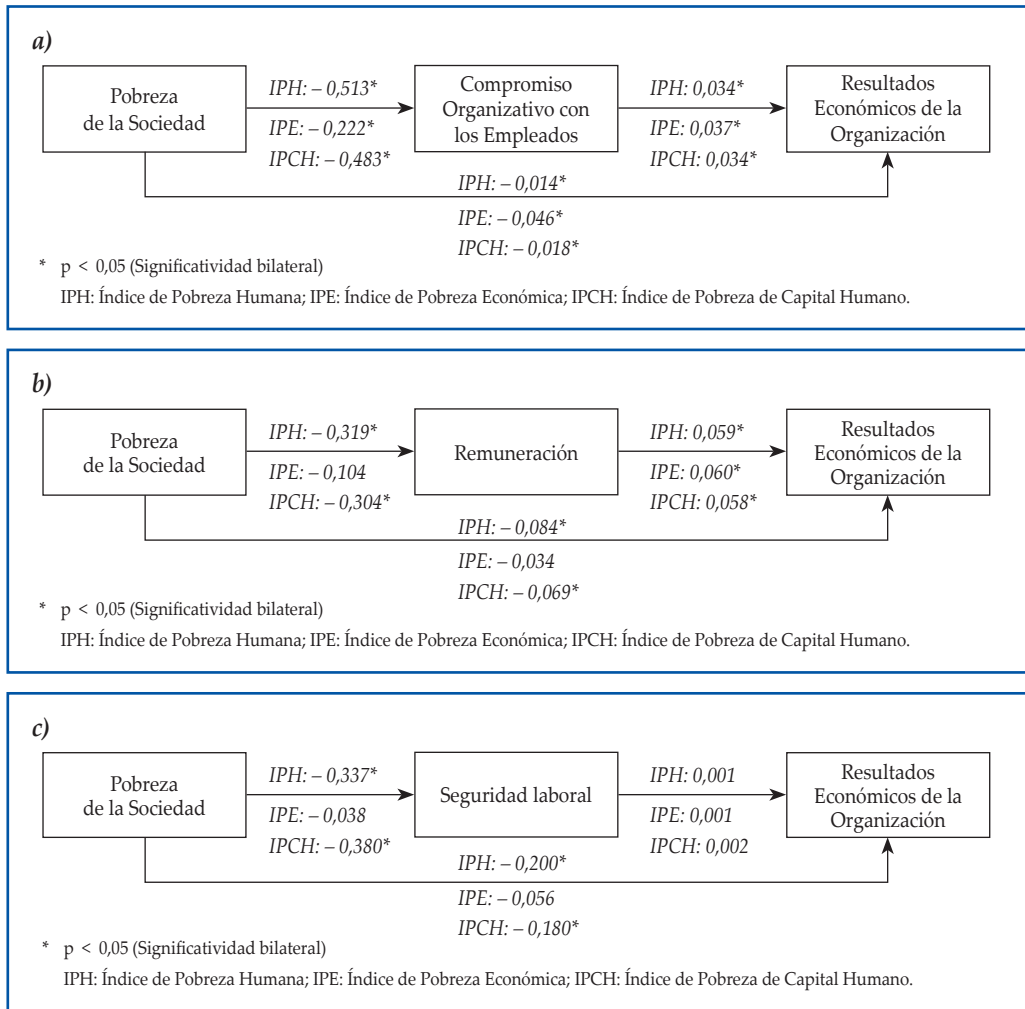 a)
Pobreza
de la Sociedad
IPH: – 0,513*
IPE: – 0,222*
IPCH: – 0,483*
Compromiso
Organizativo con
los Empleados
IPH: 0,034*
IPE: 0,037*
IPCH: 0,034*
Resultados
Económicos de la
Organización
IPH: – 0,014*
IPE: – 0,046*
IPCH: – 0,018*
* p < 0,05 (Significatividad bilateral)
IPH: Índice de Pobreza Humana; IPE: Índice de Pobreza Económica; IPCH: Índice de Pobreza de Capital Humano.
b)
Pobreza
de la Sociedad
IPH: – 0,319*
IPE: – 0,104
IPCH: – 0,304*
Remuneración
IPH: 0,059*
IPE: 0,060*
IPCH: 0,058*
Resultados
Económicos de la
Organización
IPH: – 0,084*
IPE: – 0,034
IPCH: – 0,069*
* p < 0,05 (Significatividad bilateral)
IPH: Índice de Pobreza Humana; IPE: Índice de Pobreza Económica; IPCH: Índice de Pobreza de Capital Humano.
c)
Pobreza
de la Sociedad
IPH: – 0,337*
IPE: – 0,038
IPCH: – 0,380*
Seguridad laboral
IPH: 0,001
IPE: 0,001
IPCH: 0,002
Resultados
Económicos de la
Organización
IPH: – 0,200*
IPE: – 0,056
IPCH: – 0,180*
* p < 0,05 (Significatividad bilateral)
IPH: Índice de Pobreza Humana; IPE: Índice de Pobreza Económica; IPCH: Índice de Pobreza de Capital Humano.